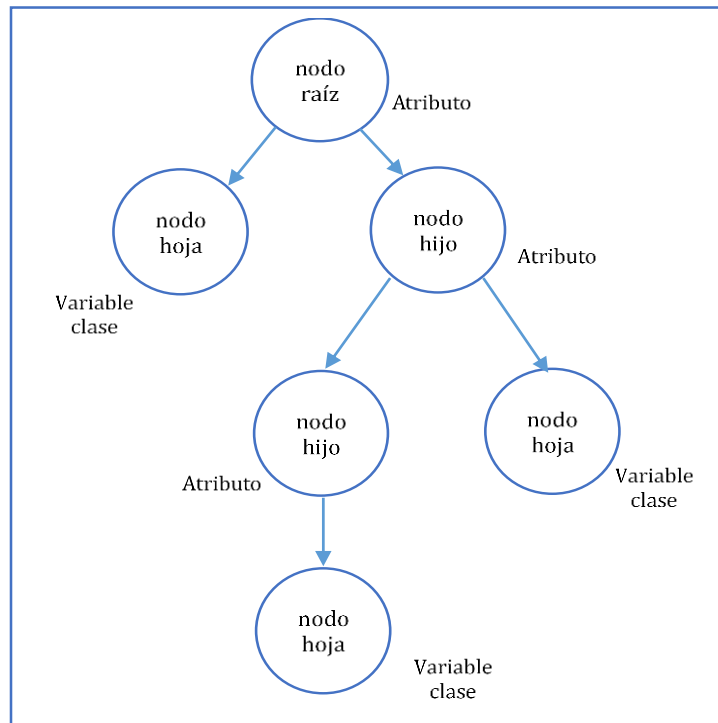 nodo
raíz
Atributo
nodo
hoja
Variable
clase
nodo
hijo
Atributo
nodo
hijo
Atributo
nodo
hoja
Variable
clase
nodo
hoja
Variable
clase